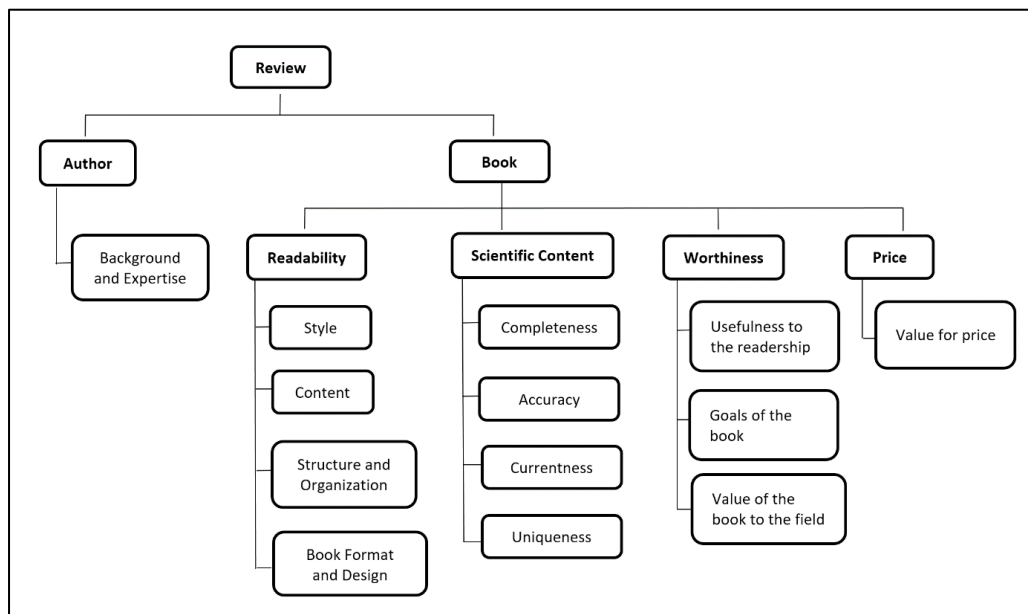 Review
Author
Book
Background
and Expertise
Readability
Scientific Content
Worthiness
Price
Style
Content
Structure and
Organization
Book Format
and Design
Completeness
Accuracy
Currentness
Uniqueness
Usefulness to
the readership
Goals of the
book
Value of the
book to the field
Value for price